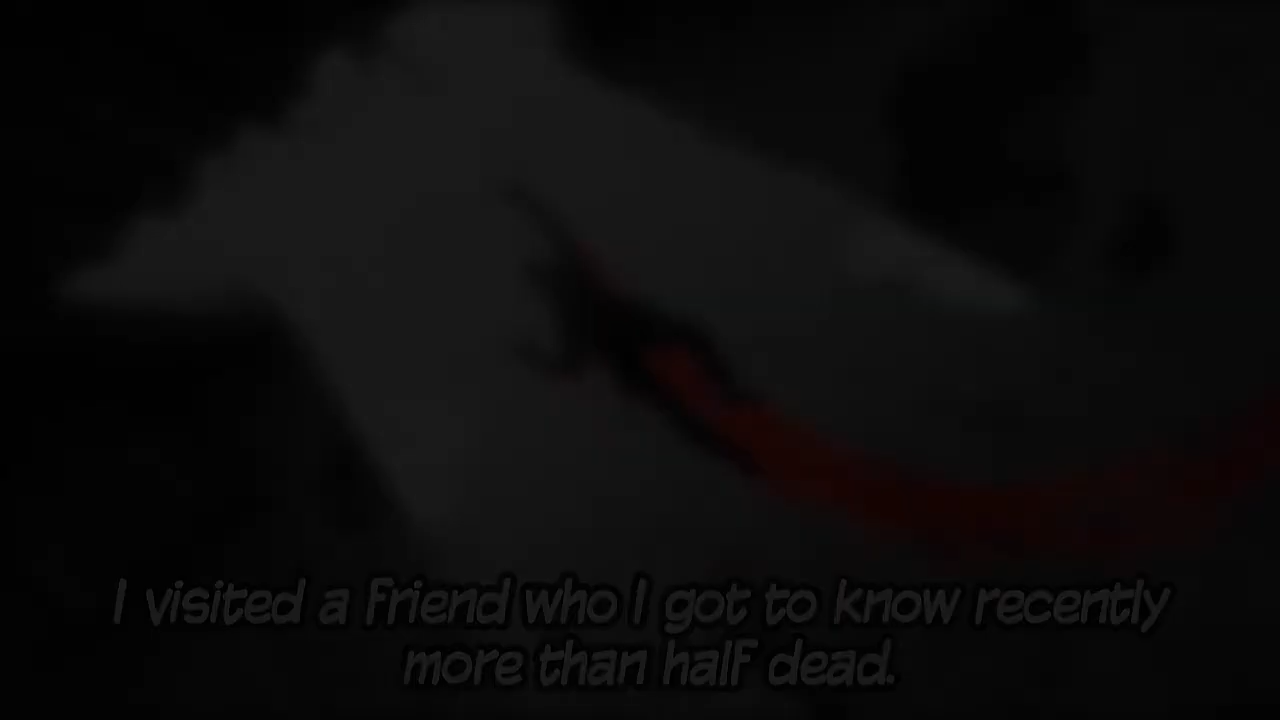 I visited a friend who I got to know recently
more than half dead.